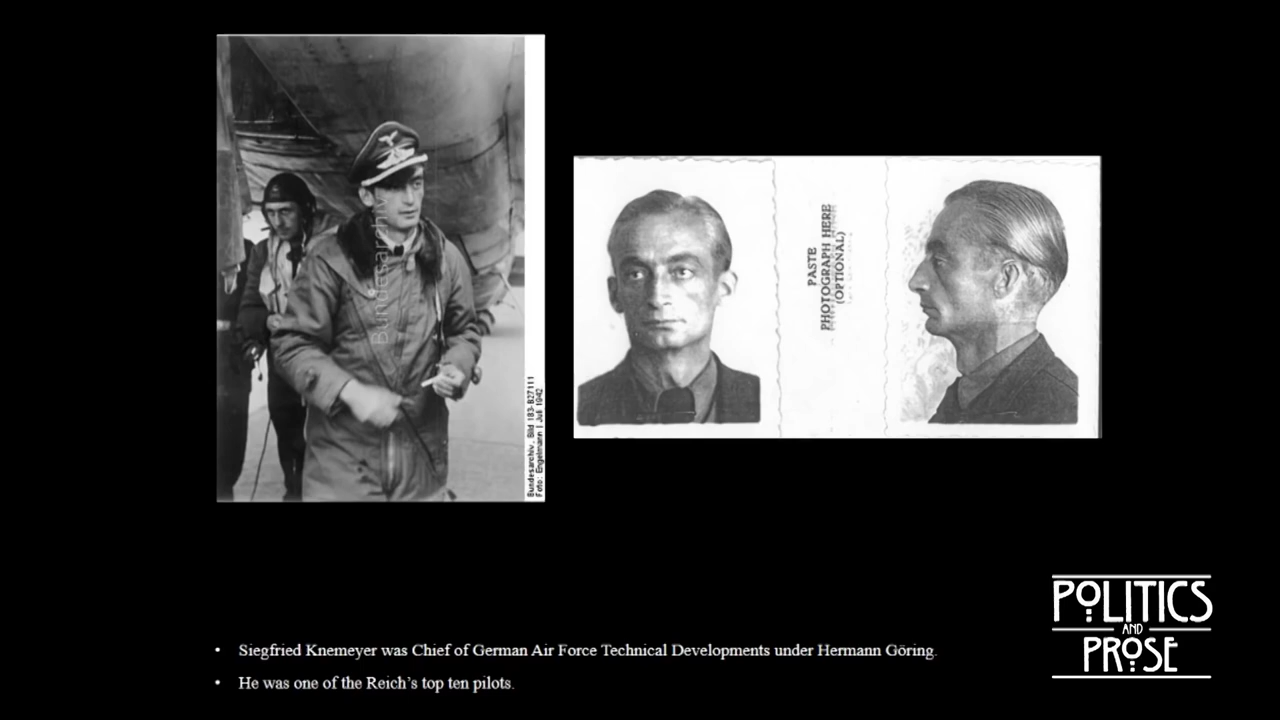 Bundesarchiv
Bundesarchiv, Bild 183-B27111
Foto: Engelmann | Juli 1942
PASTE
PHOTOGRAPH HERE
(OPTIONAL)
• Siegfried Knemeyer was Chief of German Air Force Technical Developments under Hermann Göring.
• He was one of the Reich’s top ten pilots.
POLITICS
AND
PROSE